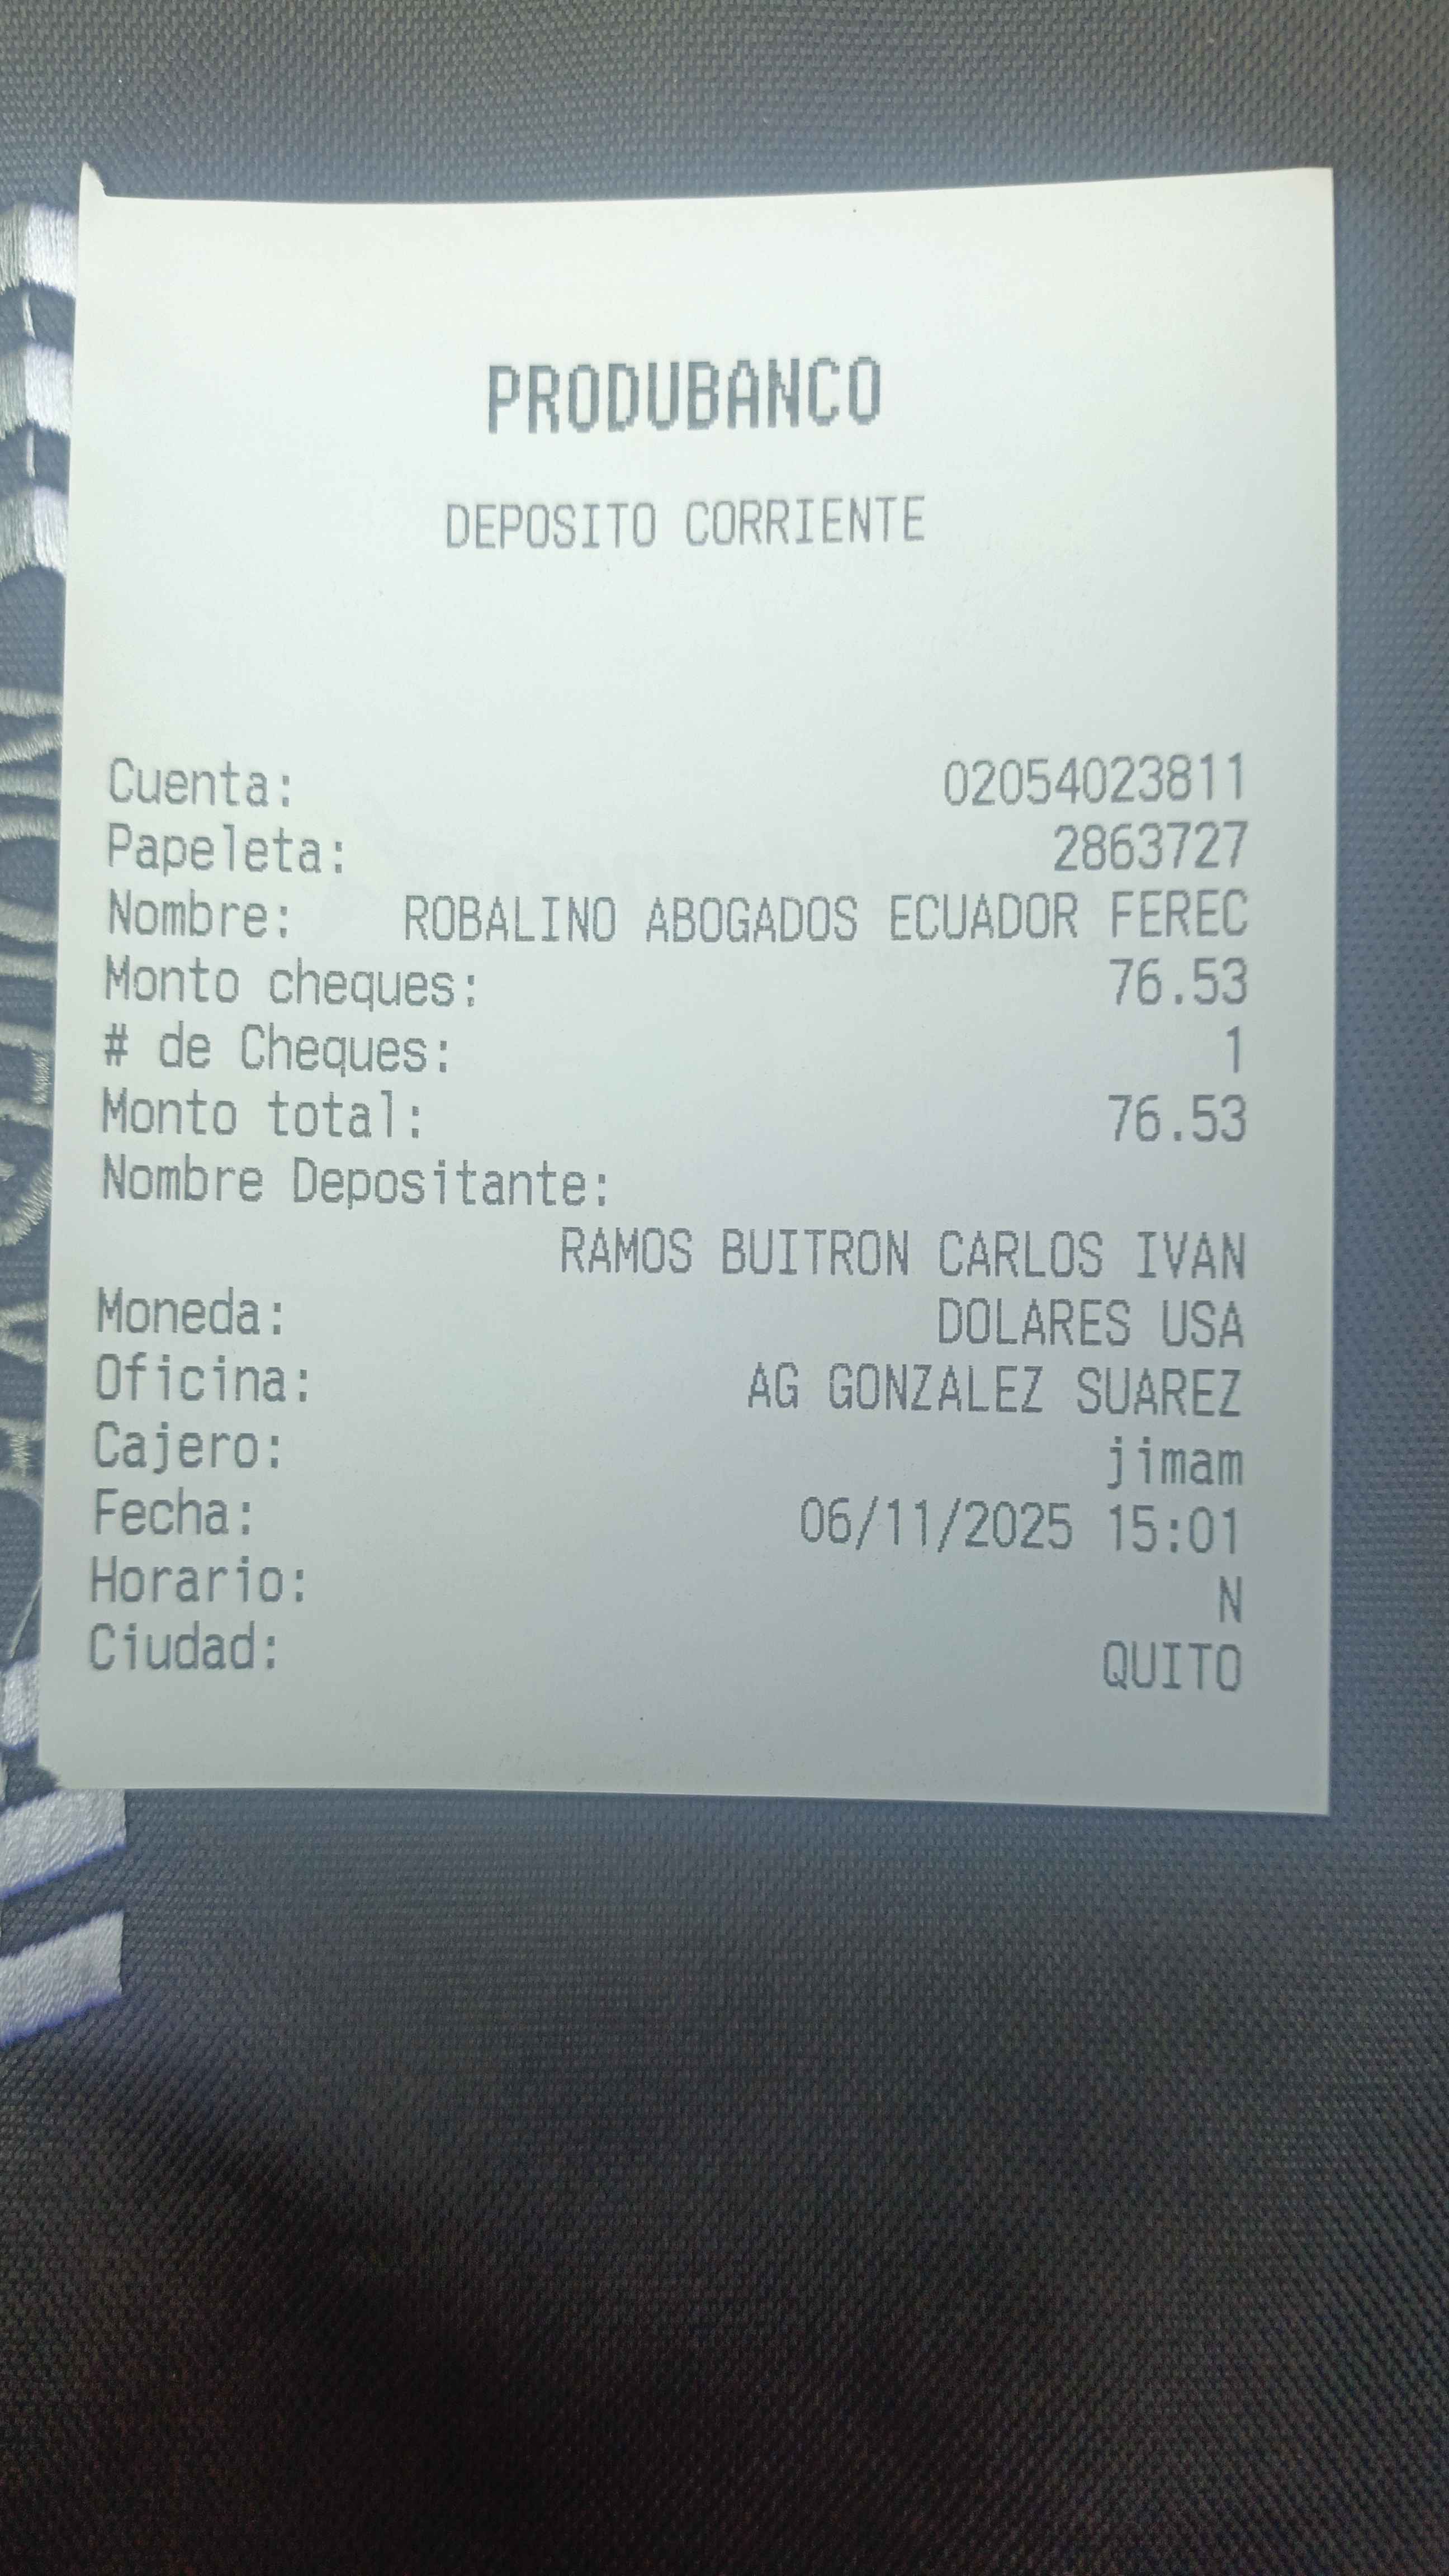 PRODUBANCO
DEPOSITO CORRIENTE
Cuenta: 02054023811
Papeleta: 2863727
Nombre: ROBALINO ABOGADOS ECUADOR FEREC
Monto cheques: 76.53
# de Cheques: 1
Monto total: 76.53
Nombre Depositante:
RAMOS BUITRON CARLOS IVAN
Moneda: DOLARES USA
Oficina: AG GONZALEZ SUAREZ
Cajero: jimam
Fecha: 06/11/2025 15:01
Horario: N
Ciudad: QUITO